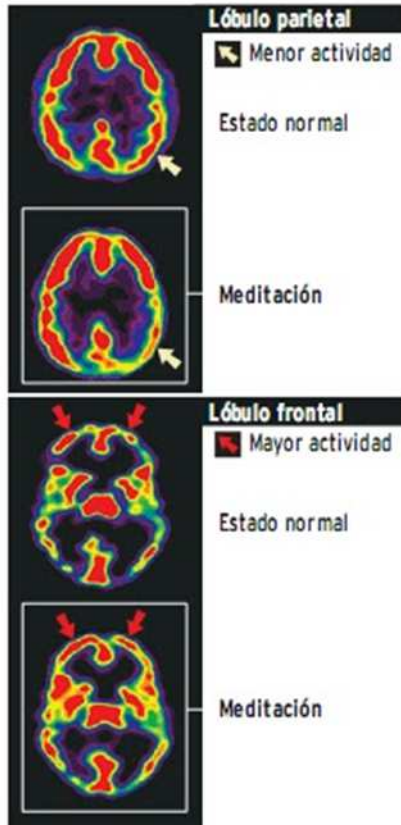 Lóbulo parietal
Menor actividad
Estado normal
Meditación
Lóbulo frontal
Mayor actividad
Estado normal
Meditación